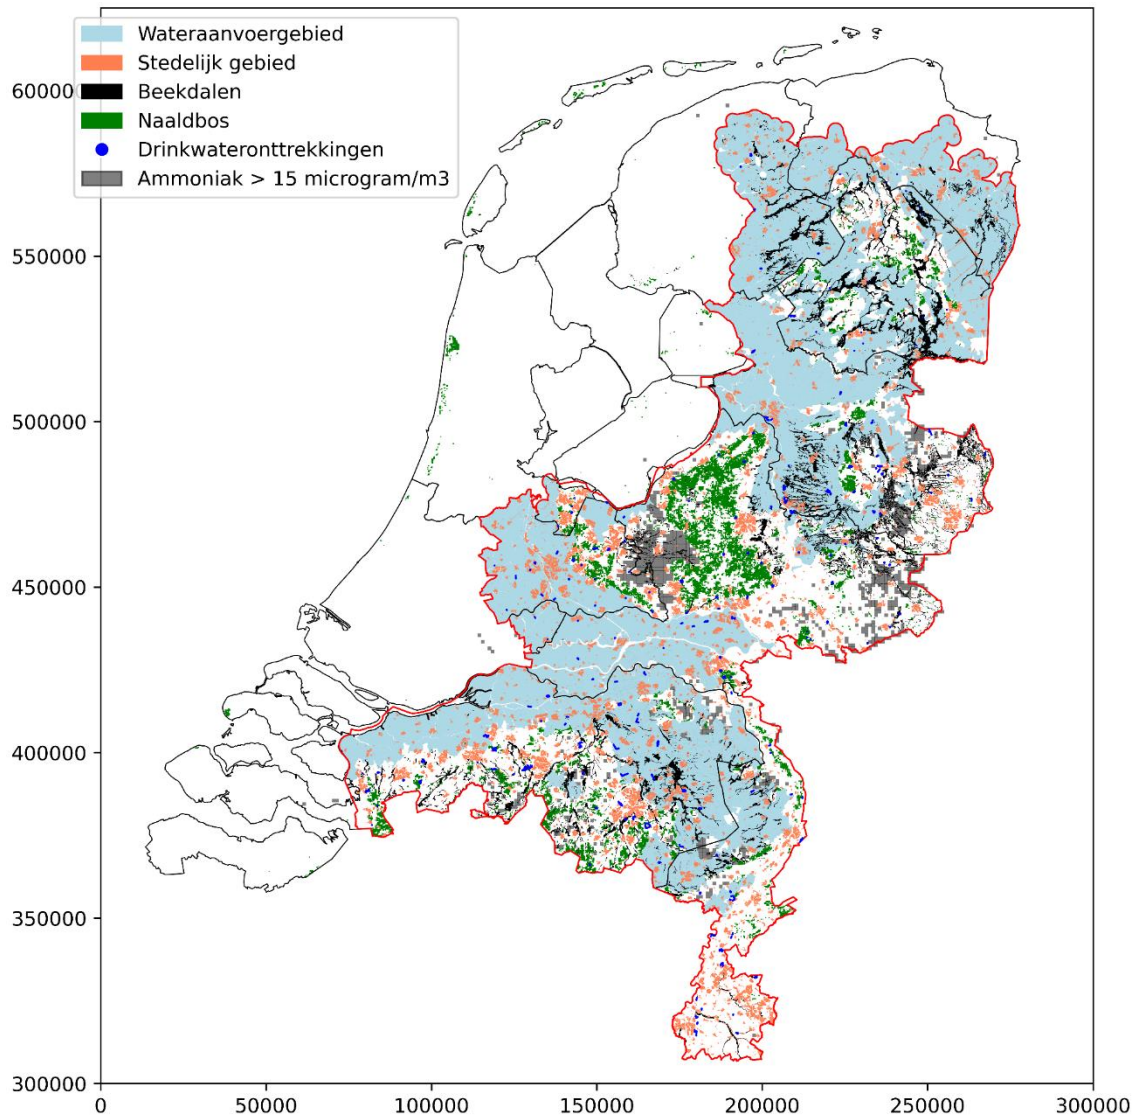 Wateraanvoergebied
Stedelijk gebied
Beekdalen
Naaldbos
Drinkwateronttrekkingen
Ammoniak > 15 microgram/m3
600000
550000
500000
450000
400000
350000
300000
0 50000 100000 150000 200000 250000 300000